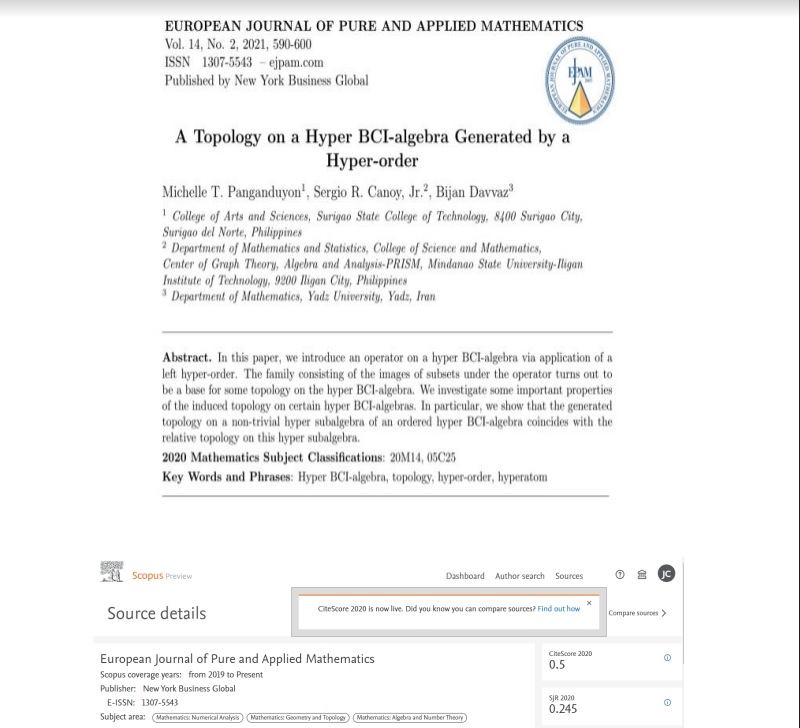 EUROPEAN JOURNAL OF PURE AND APPLIED MATHEMATICS
Vol. 14, No. 2, 2021, 590-600
ISSN 1307-5543 – ejpam.com
Published by New York Business Global
EJPAM
A Topology on a Hyper BCI-algebra Generated by a
Hyper-order
Michelle T. Panganduyon¹, Sergio R. Canoy, Jr.², Bijan Davvaz³
¹ College of Arts and Sciences, Surigao State College of Technology, 8400 Surigao City,
Surigao del Norte, Philippines
² Department of Mathematics and Statistics, College of Science and Mathematics,
Center of Graph Theory, Algebra and Analysis-PRISM, Mindanao State University-Iligan
Institute of Technology, 9200 Iligan City, Philippines
³ Department of Mathematics, Yadz University, Yadz, Iran
Abstract. In this paper, we introduce an operator on a hyper BCI-algebra via application of a
left hyper-order. The family consisting of the images of subsets under the operator turns out to
be a base for some topology on the hyper BCI-algebra. We investigate some important properties
of the induced topology on certain hyper BCI-algebras. In particular, we show that the generated
topology on a non-trivial hyper subalgebra of an ordered hyper BCI-algebra coincides with the
relative topology on this hyper subalgebra.
2020 Mathematics Subject Classifications: 20M14, 05C25
Key Words and Phrases: Hyper BCI-algebra, topology, hyper-order, hyperatom
Scopus Preview
Dashboard Author search Sources
JC
Source details
CiteScore 2020 is now live. Did you know you can compare sources? Find out how
Compare sources
European Journal of Pure and Applied Mathematics
Scopus coverage years: from 2019 to Present
Publisher: New York Business Global
E-ISSN: 1307-5543
Subject area: Mathematics: Numerical Analysis Mathematics: Geometry and Topology Mathematics: Algebra and Number Theory
CiteScore 2020
0.5
SJR 2020
0.245